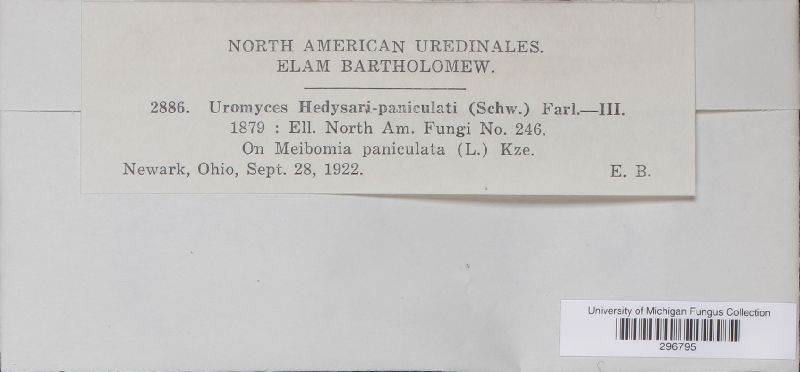 NORTH AMERICAN UREDINALES.
ELAM BARTHOLOMEW.
2886. Uromyces Hedysari-paniculati (Schw.) Farl.—III.
1879 : Ell. North Am. Fungi No. 246.
On Meibomia paniculata (L.) Kze.
Newark, Ohio, Sept. 28, 1922. E. B.
University of Michigan Fungus Collection
296795